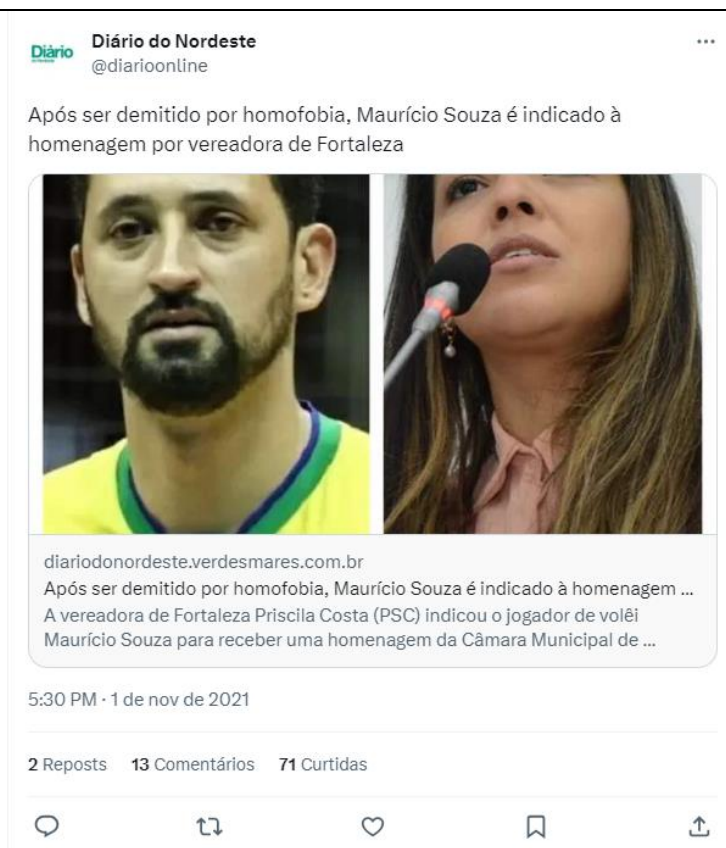 Diário
Diário do Nordeste
@diarioonline
Após ser demitido por homofobia, Maurício Souza é indicado à
homenagem por vereadora de Fortaleza
diariodonordeste.verdesmares.com.br
Após ser demitido por homofobia, Maurício Souza é indicado à homenagem ...
A vereadora de Fortaleza Priscila Costa (PSC) indicou o jogador de volêi
Maurício Souza para receber uma homenagem da Câmara Municipal de ...
5:30 PM · 1 de nov de 2021
2 Reposts 13 Comentários 71 Curtidas